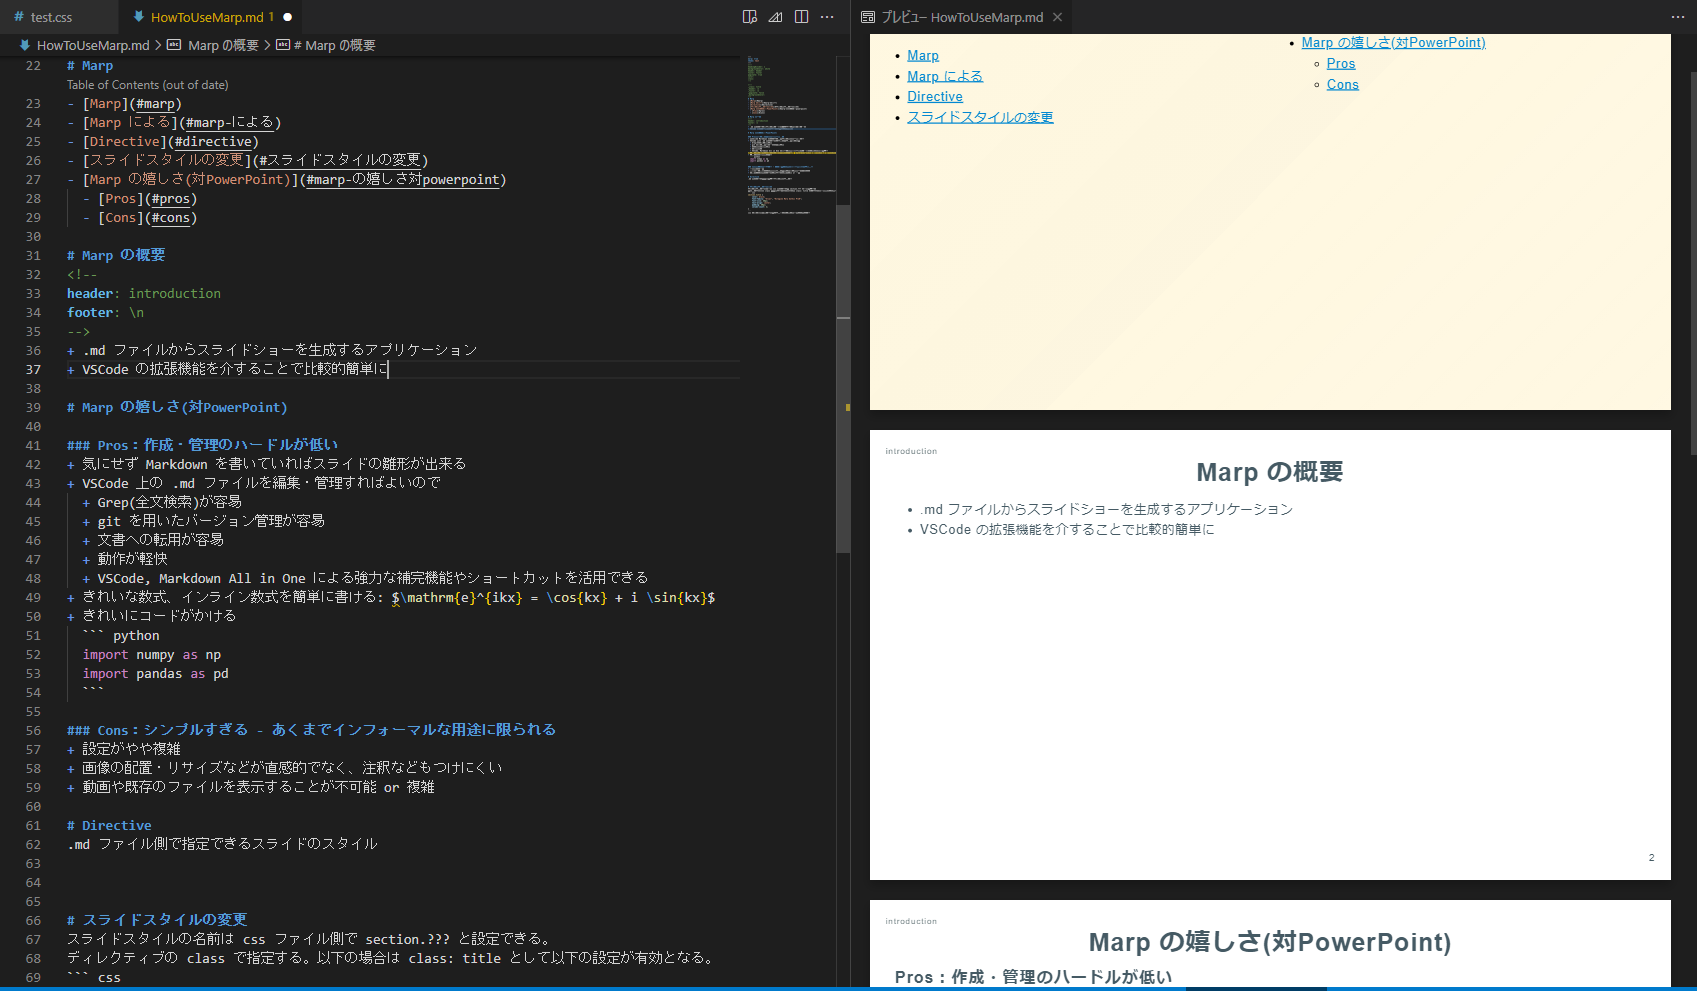 # test.css
HowToUseMarp.md 1
HowToUseMarp.md > Marp の概要 > # Marp の概要
22 # Marp
Table of Contents (out of date)
23 - [Marp](#marp)
24 - [Marp による](#marp-による)
25 - [Directive](#directive)
26 - [スライドスタイルの変更](#スライドスタイルの変更)
27 - [Marp の嬉しさ(対PowerPoint)](#marp-の嬉しさ対powerpoint)
28 - [Pros](#pros)
29 - [Cons](#cons)
30
31 # Marp の概要
32 <!--
33 header: introduction
34 footer: \n
35 -->
36 + .md ファイルからスライドショーを生成するアプリケーション
37 + VSCode の拡張機能を介することで比較的簡単に
38
39 # Marp の嬉しさ(対PowerPoint)
40
41 ### Pros：作成・管理のハードルが低い
42 + 気にせず Markdown を書いていればスライドの雛形が出来る
43 + VSCode 上の .md ファイルを編集・管理すればよいので
44 + Grep(全文検索)が容易
45 + git を用いたバージョン管理が容易
46 + 文書への転用が容易
47 + 動作が軽快
48 + VSCode, Markdown All in One による強力な補完機能やショートカットを活用できる
49 + きれいな数式、インライン数式を簡単に書ける: $\mathrm{e}^{ikx} = \cos{kx} + i \sin{kx}$
50 + きれいにコードがかける
51 ``` python
52 import numpy as np
53 import pandas as pd
54 ```
55
56 ### Cons：シンプルすぎる - あくまでインフォーマルな用途に限られる
57 + 設定がやや複雑
58 + 画像の配置・リサイズなどが直感的でなく、注釈などもつけにくい
59 + 動画や既存のファイルを表示することが不可能 or 複雑
60
61 # Directive
62 .md ファイル側で指定できるスライドのスタイル
63
64
65
66 # スライドスタイルの変更
67 スライドスタイルの名前は css ファイル側で section.??? と設定できる。
68 ディレクティブの class で指定する。以下の場合は class: title として以下の設定が有効となる。
69 ``` css
プレビュー HowToUseMarp.md
Marp
Marp による
Directive
スライドスタイルの変更
Marp の嬉しさ(対PowerPoint)
Pros
Cons
introduction
Marp の概要
.md ファイルからスライドショーを生成するアプリケーション
VSCode の拡張機能を介することで比較的簡単に
2
introduction
Marp の嬉しさ(対PowerPoint)
Pros：作成・管理のハードルが低い